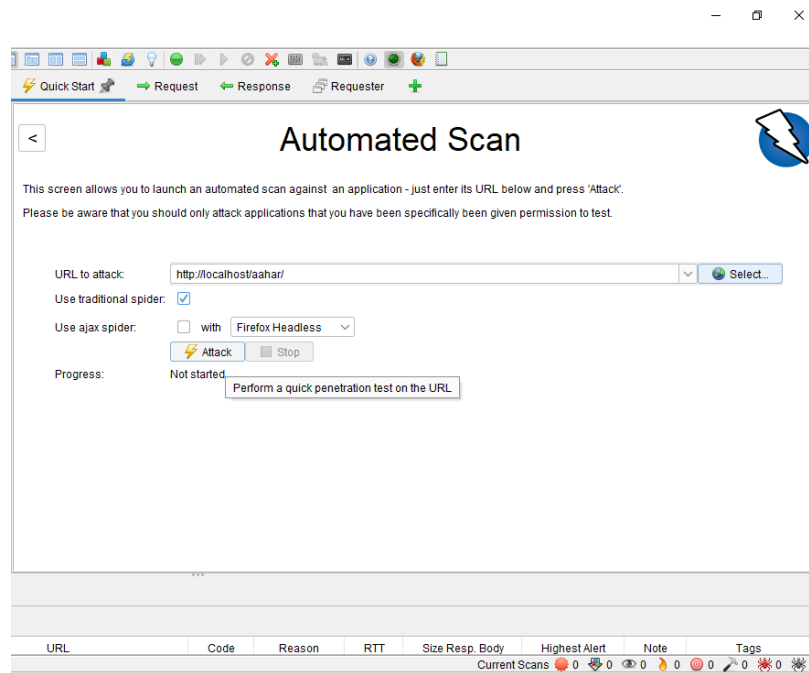 Quick Start Request Response Requester
<
Automated Scan
This screen allows you to launch an automated scan against an application - just enter its URL below and press 'Attack'.
Please be aware that you should only attack applications that you have been specifically been given permission to test.
URL to attack: http://localhost/aahar/ Select...
Use traditional spider:
Use ajax spider: with Firefox Headless
Attack Stop
Progress: Not started
Perform a quick penetration test on the URL
URL Code Reason RTT Size Resp. Body Highest Alert Note Tags
Current Scans 0 0 0 0 0 0 0